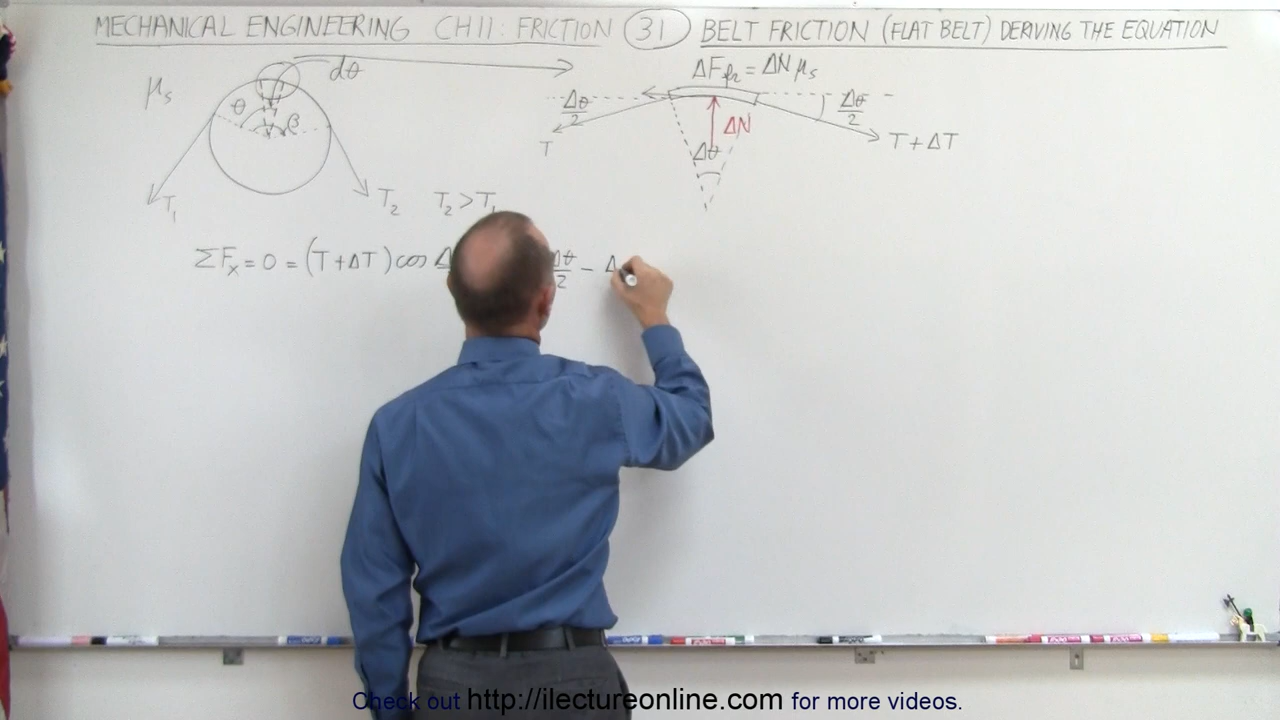 MECHANICAL ENGINEERING CH 11: FRICTION 31 BELT FRICTION (FLAT BELT) DERIVING THE EQUATION
μs
θ
β
dθ
T₁
T₂
T₂ > T₁
ΔFfr = ΔN μs
Δθ/2
T
ΔN
Δθ
Δθ/2
T + ΔT
ΣFx = 0 = (T + ΔT) cos Δθ/2 - Δ
Check out http://ilectureonline.com for more videos.